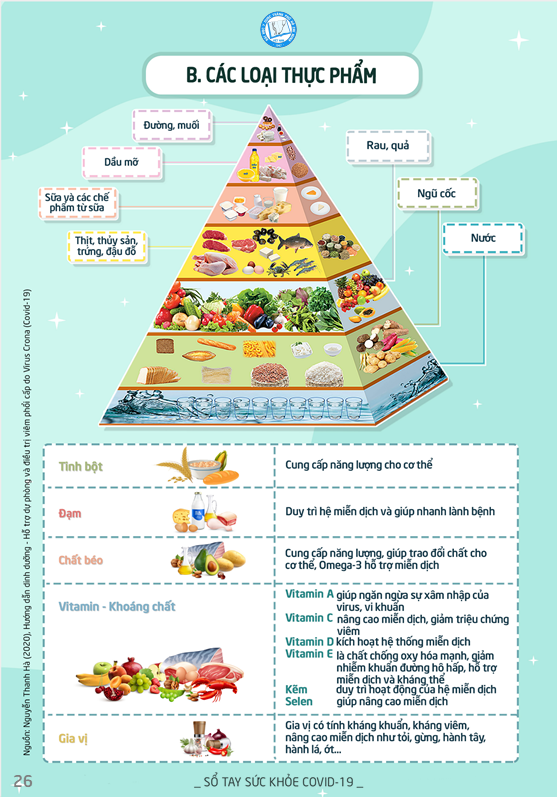 B. CÁC LOẠI THỰC PHẨM
Đường, muối
Dầu mỡ
Sữa và các chế
phẩm từ sữa
Thịt, thủy sản,
trứng, đậu đỗ
Rau, quả
Ngũ cốc
Nước
Nguồn: Nguyễn Thanh Hà (2020), Hướng dẫn dinh dưỡng - Hỗ trợ dự phòng và điều trị viêm phổi cấp do Virus Crona (Covid-19)
Tinh bột
Cung cấp năng lượng cho cơ thể
Đạm
Duy trì hệ miễn dịch và giúp nhanh lành bệnh
Chất béo
Cung cấp năng lượng, giúp trao đổi chất cho
cơ thể, Omega-3 hỗ trợ miễn dịch
Vitamin - Khoáng chất
Vitamin A giúp ngăn ngừa sự xâm nhập của
virus, vi khuẩn
Vitamin C nâng cao miễn dịch, giảm triệu chứng
viêm
Vitamin D kích hoạt hệ thống miễn dịch
Vitamin E là chất chống oxy hóa mạnh, giảm
nhiễm khuẩn đường hô hấp, hỗ trợ
miễn dịch và kháng thể
Kẽm duy trì hoạt động của hệ miễn dịch
Selen giúp nâng cao miễn dịch
Gia vị
Gia vị có tính kháng khuẩn, kháng viêm,
nâng cao miễn dịch như tỏi, gừng, hành tây,
hành lá, ớt...
26
_ SỔ TAY SỨC KHỎE COVID-19 _